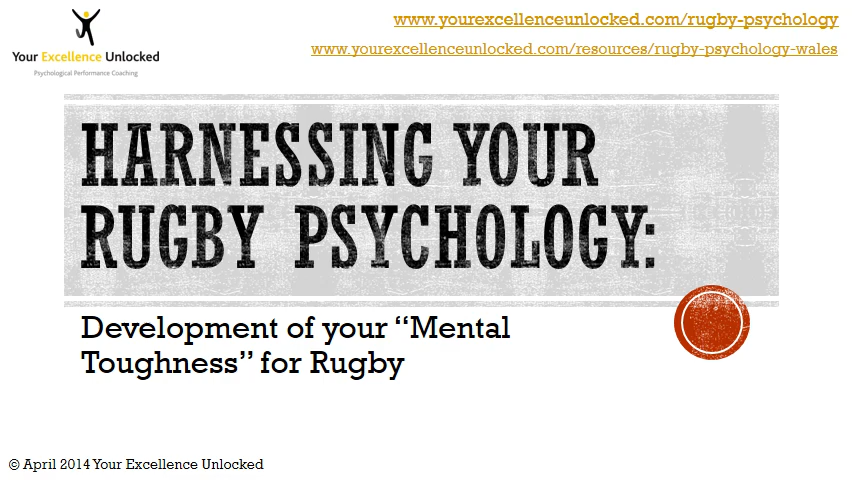 www.yourexcellenceunlocked.com/rugby-psychology
www.yourexcellenceunlocked.com/resources/rugby-psychology-wales
Your Excellence Unlocked
Psychological Performance Coaching
HARNESSING YOUR
RUGBY PSYCHOLOGY:
Development of your “Mental
Toughness” for Rugby
© April 2014 Your Excellence Unlocked